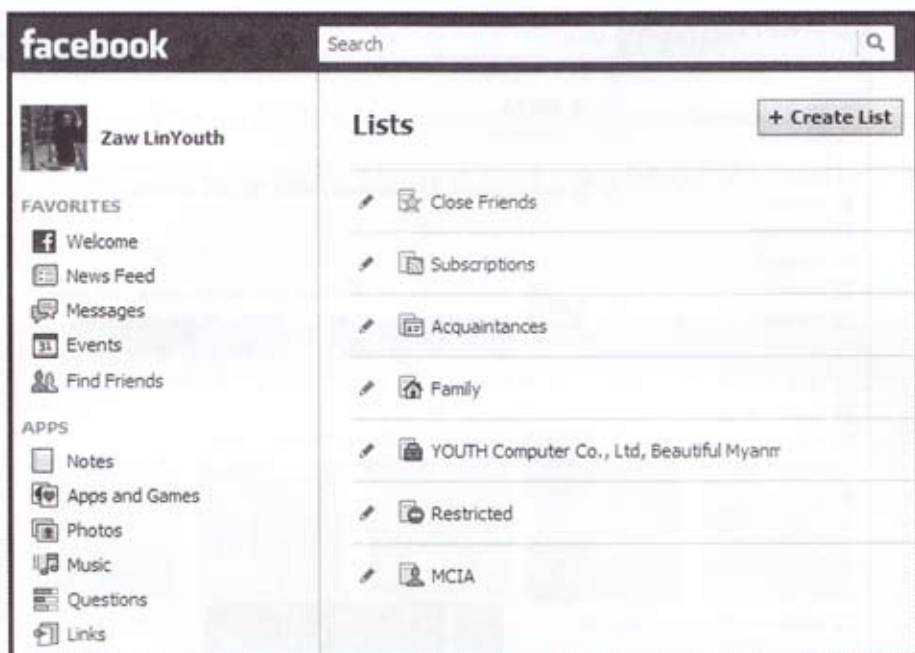 facebook
Search
Zaw LinYouth
FAVORITES
Welcome
News Feed
Messages
31 Events
Find Friends
APPS
Notes
Apps and Games
Photos
Music
Questions
Links
Lists
+ Create List
Close Friends
Subscriptions
Acquaintances
Family
YOUTH Computer Co., Ltd, Beautiful Myanm
Restricted
MCIA